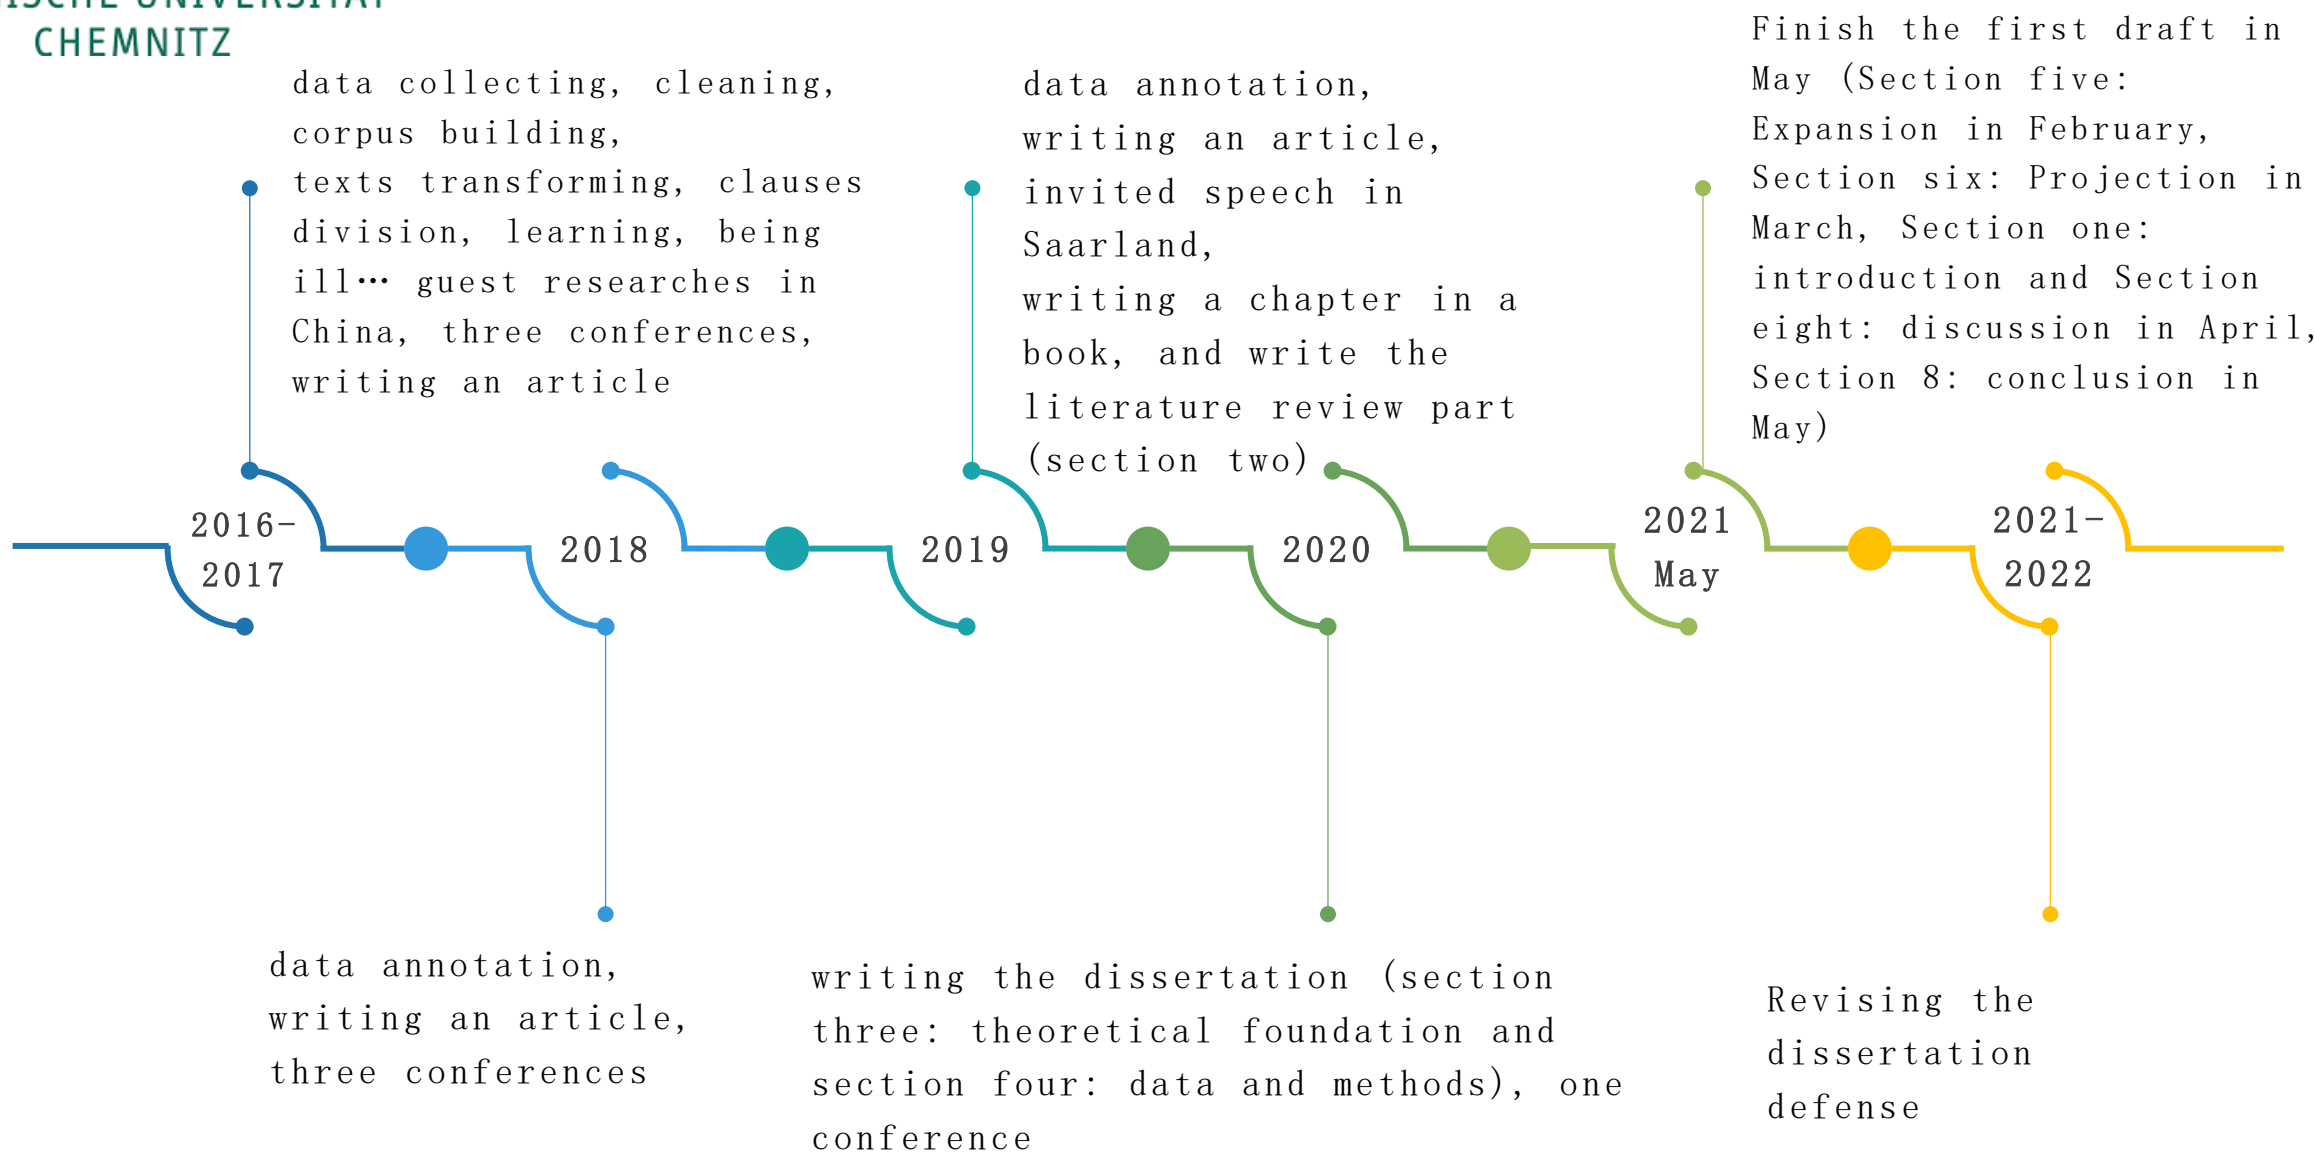 CHEMNITZ
data collecting, cleaning,
corpus building,
texts transforming, clauses
division, learning, being
ill… guest researches in
China, three conferences,
writing an article
data annotation,
writing an article,
invited speech in
Saarland,
writing a chapter in a
book, and write the
literature review part
(section two)
Finish the first draft in
May (Section five:
Expansion in February,
Section six: Projection in
March, Section one:
introduction and Section
eight: discussion in April,
Section 8: conclusion in
May)
2016-
2017
2018
2019
2020
2021
May
2021-
2022
data annotation,
writing an article,
three conferences
writing the dissertation (section
three: theoretical foundation and
section four: data and methods), one
conference
Revising the
dissertation
defense